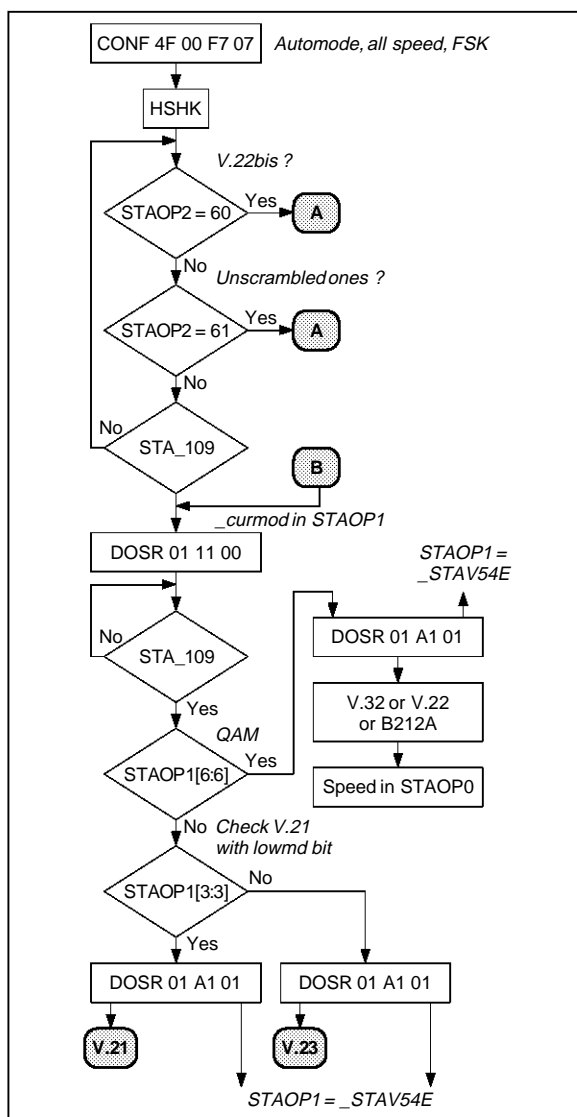 CONF 4F 00 F7 07
Automode, all speed, FSK
HSHK
V.22bis ?
STAOP2 = 60
Yes
A
No
Unscrambled ones ?
STAOP2 = 61
Yes
A
No
No
STA_109
B
_curmod in STAOP1
DOSR 01 11 00
STAOP1 =
_STAV54E
No
STA_109
DOSR 01 A1 01
Yes
V.32 or V.22
or B212A
QAM
STAOP1[6:6]
Yes
Speed in STAOP0
No
Check V.21
with lowmd bit
STAOP1[3:3]
No
Yes
DOSR 01 A1 01
DOSR 01 A1 01
V.21
V.23
STAOP1 = _STAV54E